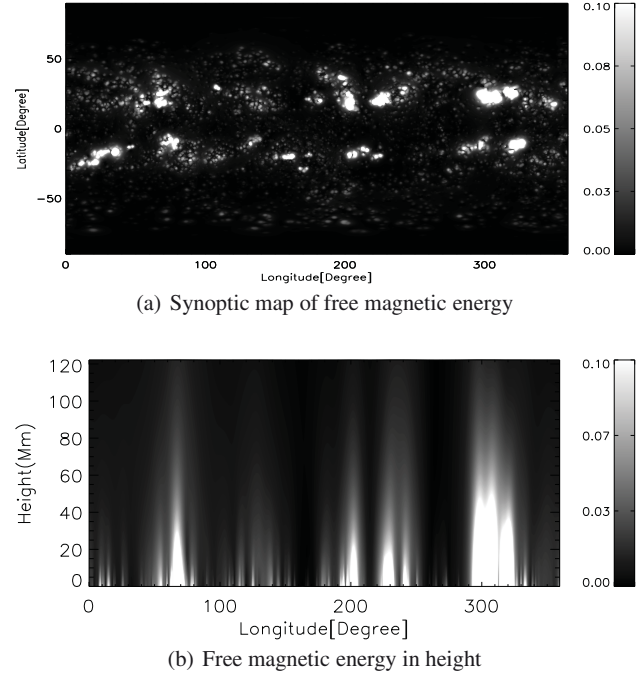 0.10
50
0.08
Latitude[Degree]
0
0.05
−50
0.03
0.00
0 100 200 300
Longitude[Degree]
(a) Synoptic map of free magnetic energy
120
0.10
100
80
0.07
Height(Mm)
60
40
0.03
20
0
0.00
0 100 200 300
Longitude[Degree]
(b) Free magnetic energy in height